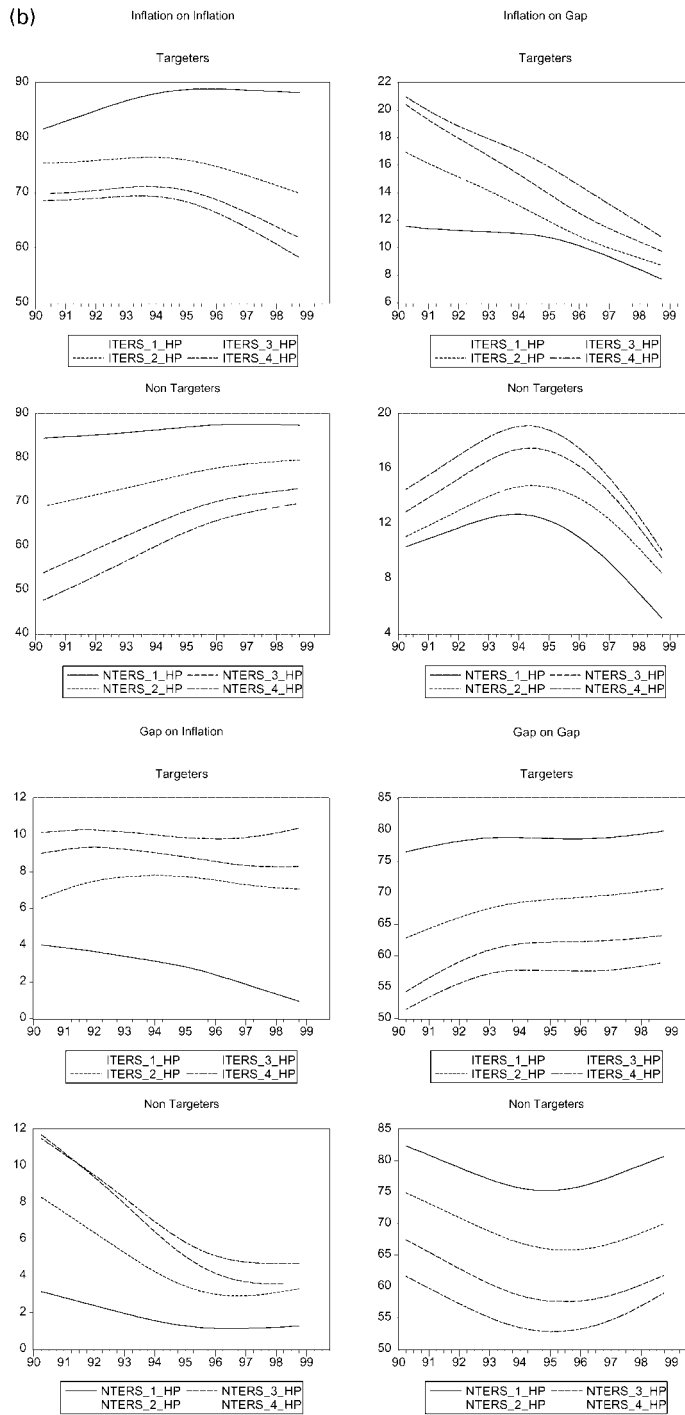 (b)
Inflation on Inflation
Inflation on Gap
Targeters
Targeters
90
80
70
60
50
90 91 92 93 94 95 96 97 98 99
22
20
18
16
14
12
10
8
6
90 91 92 93 94 95 96 97 98 99
ITERS_1_HP ITERS_3_HP
ITERS_2_HP ITERS_4_HP
ITERS_1_HP ITERS_3_HP
ITERS_2_HP ITERS_4_HP
Non Targeters
Non Targeters
90
80
70
60
50
40
90 91 92 93 94 95 96 97 98 99
20
16
12
8
4
90 91 92 93 94 95 96 97 98 99
NTERS_1_HP NTERS_3_HP
NTERS_2_HP NTERS_4_HP
NTERS_1_HP NTERS_3_HP
NTERS_2_HP NTERS_4_HP
Gap on Inflation
Gap on Gap
Targeters
Targeters
12
10
8
6
4
2
0
90 91 92 93 94 95 96 97 98 99
85
80
75
70
65
60
55
50
90 91 92 93 94 95 96 97 98 99
ITERS_1_HP ITERS_3_HP
ITERS_2_HP ITERS_4_HP
ITERS_1_HP ITERS_3_HP
ITERS_2_HP ITERS_4_HP
Non Targeters
Non Targeters
12
10
8
6
4
2
0
90 91 92 93 94 95 96 97 98 99
85
80
75
70
65
60
55
50
90 91 92 93 94 95 96 97 98 99
NTERS_1_HP NTERS_3_HP
NTERS_2_HP NTERS_4_HP
NTERS_1_HP NTERS_3_HP
NTERS_2_HP NTERS_4_HP